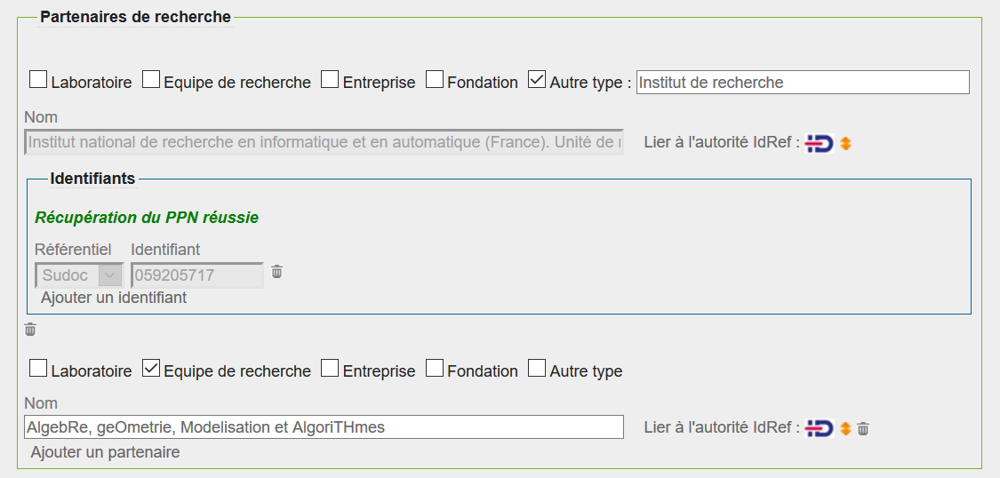 Partenaires de recherche
Laboratoire Equipe de recherche Entreprise Fondation Autre type : Institut de recherche
Nom
Institut national de recherche en informatique et en automatique (France). Unité de Lier à l'autorité IdRef : ID
Identifiants
Récupération du PPN réussie
Référentiel Identifiant
Sudoc 059205717
Ajouter un identifiant
Laboratoire Equipe de recherche Entreprise Fondation Autre type
Nom
AlgebRe, geOmetrie, Modelisation et AlgoriTHmes Lier à l'autorité IdRef : ID
Ajouter un partenaire